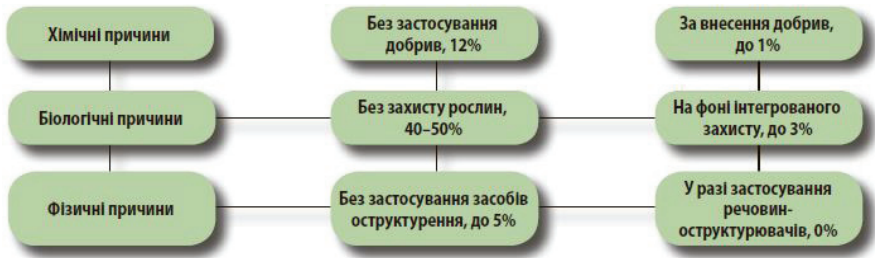 Хімічні причини
Без застосування
добрив, 12%
За внесення добрив,
до 1%
Біологічні причини
Без захисту рослин,
40–50%
На фоні інтегрованого
захисту, до 3%
Фізичні причини
Без застосування засобів
оструктурення, до 5%
У разі застосування
речовин-
оструктурювачів, 0%